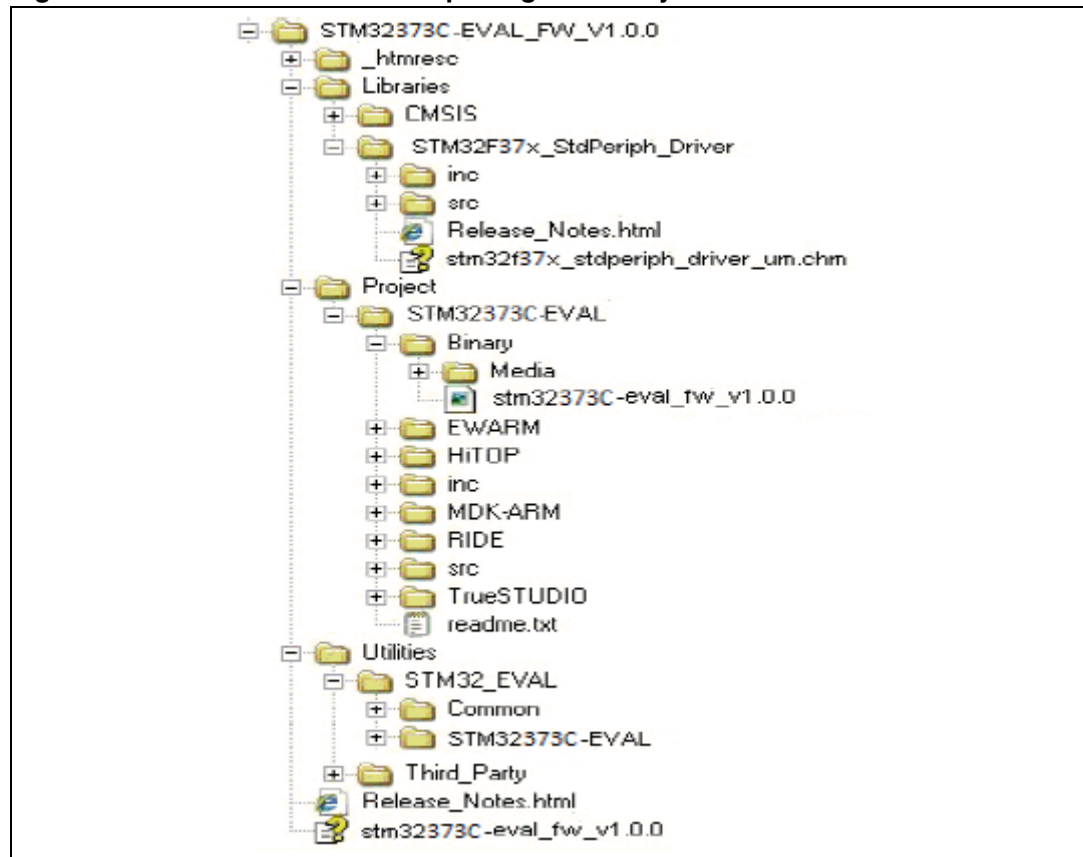 STM32373C-EVAL_FW_V1.0.0
_htmresc
Libraries
CMSIS
STM32F37x_StdPeriph_Driver
inc
src
Release_Notes.html
stm32f37x_stdperiph_driver_um.chm
Project
STM32373C-EVAL
Binary
Media
stm32373C-eval_fw_v1.0.0
EWARM
HiTOP
inc
MDK-ARM
RIDE
src
TrueSTUDIO
readme.txt
Utilities
STM32_EVAL
Common
STM32373C-EVAL
Third_Party
Release_Notes.html
stm32373C-eval_fw_v1.0.0